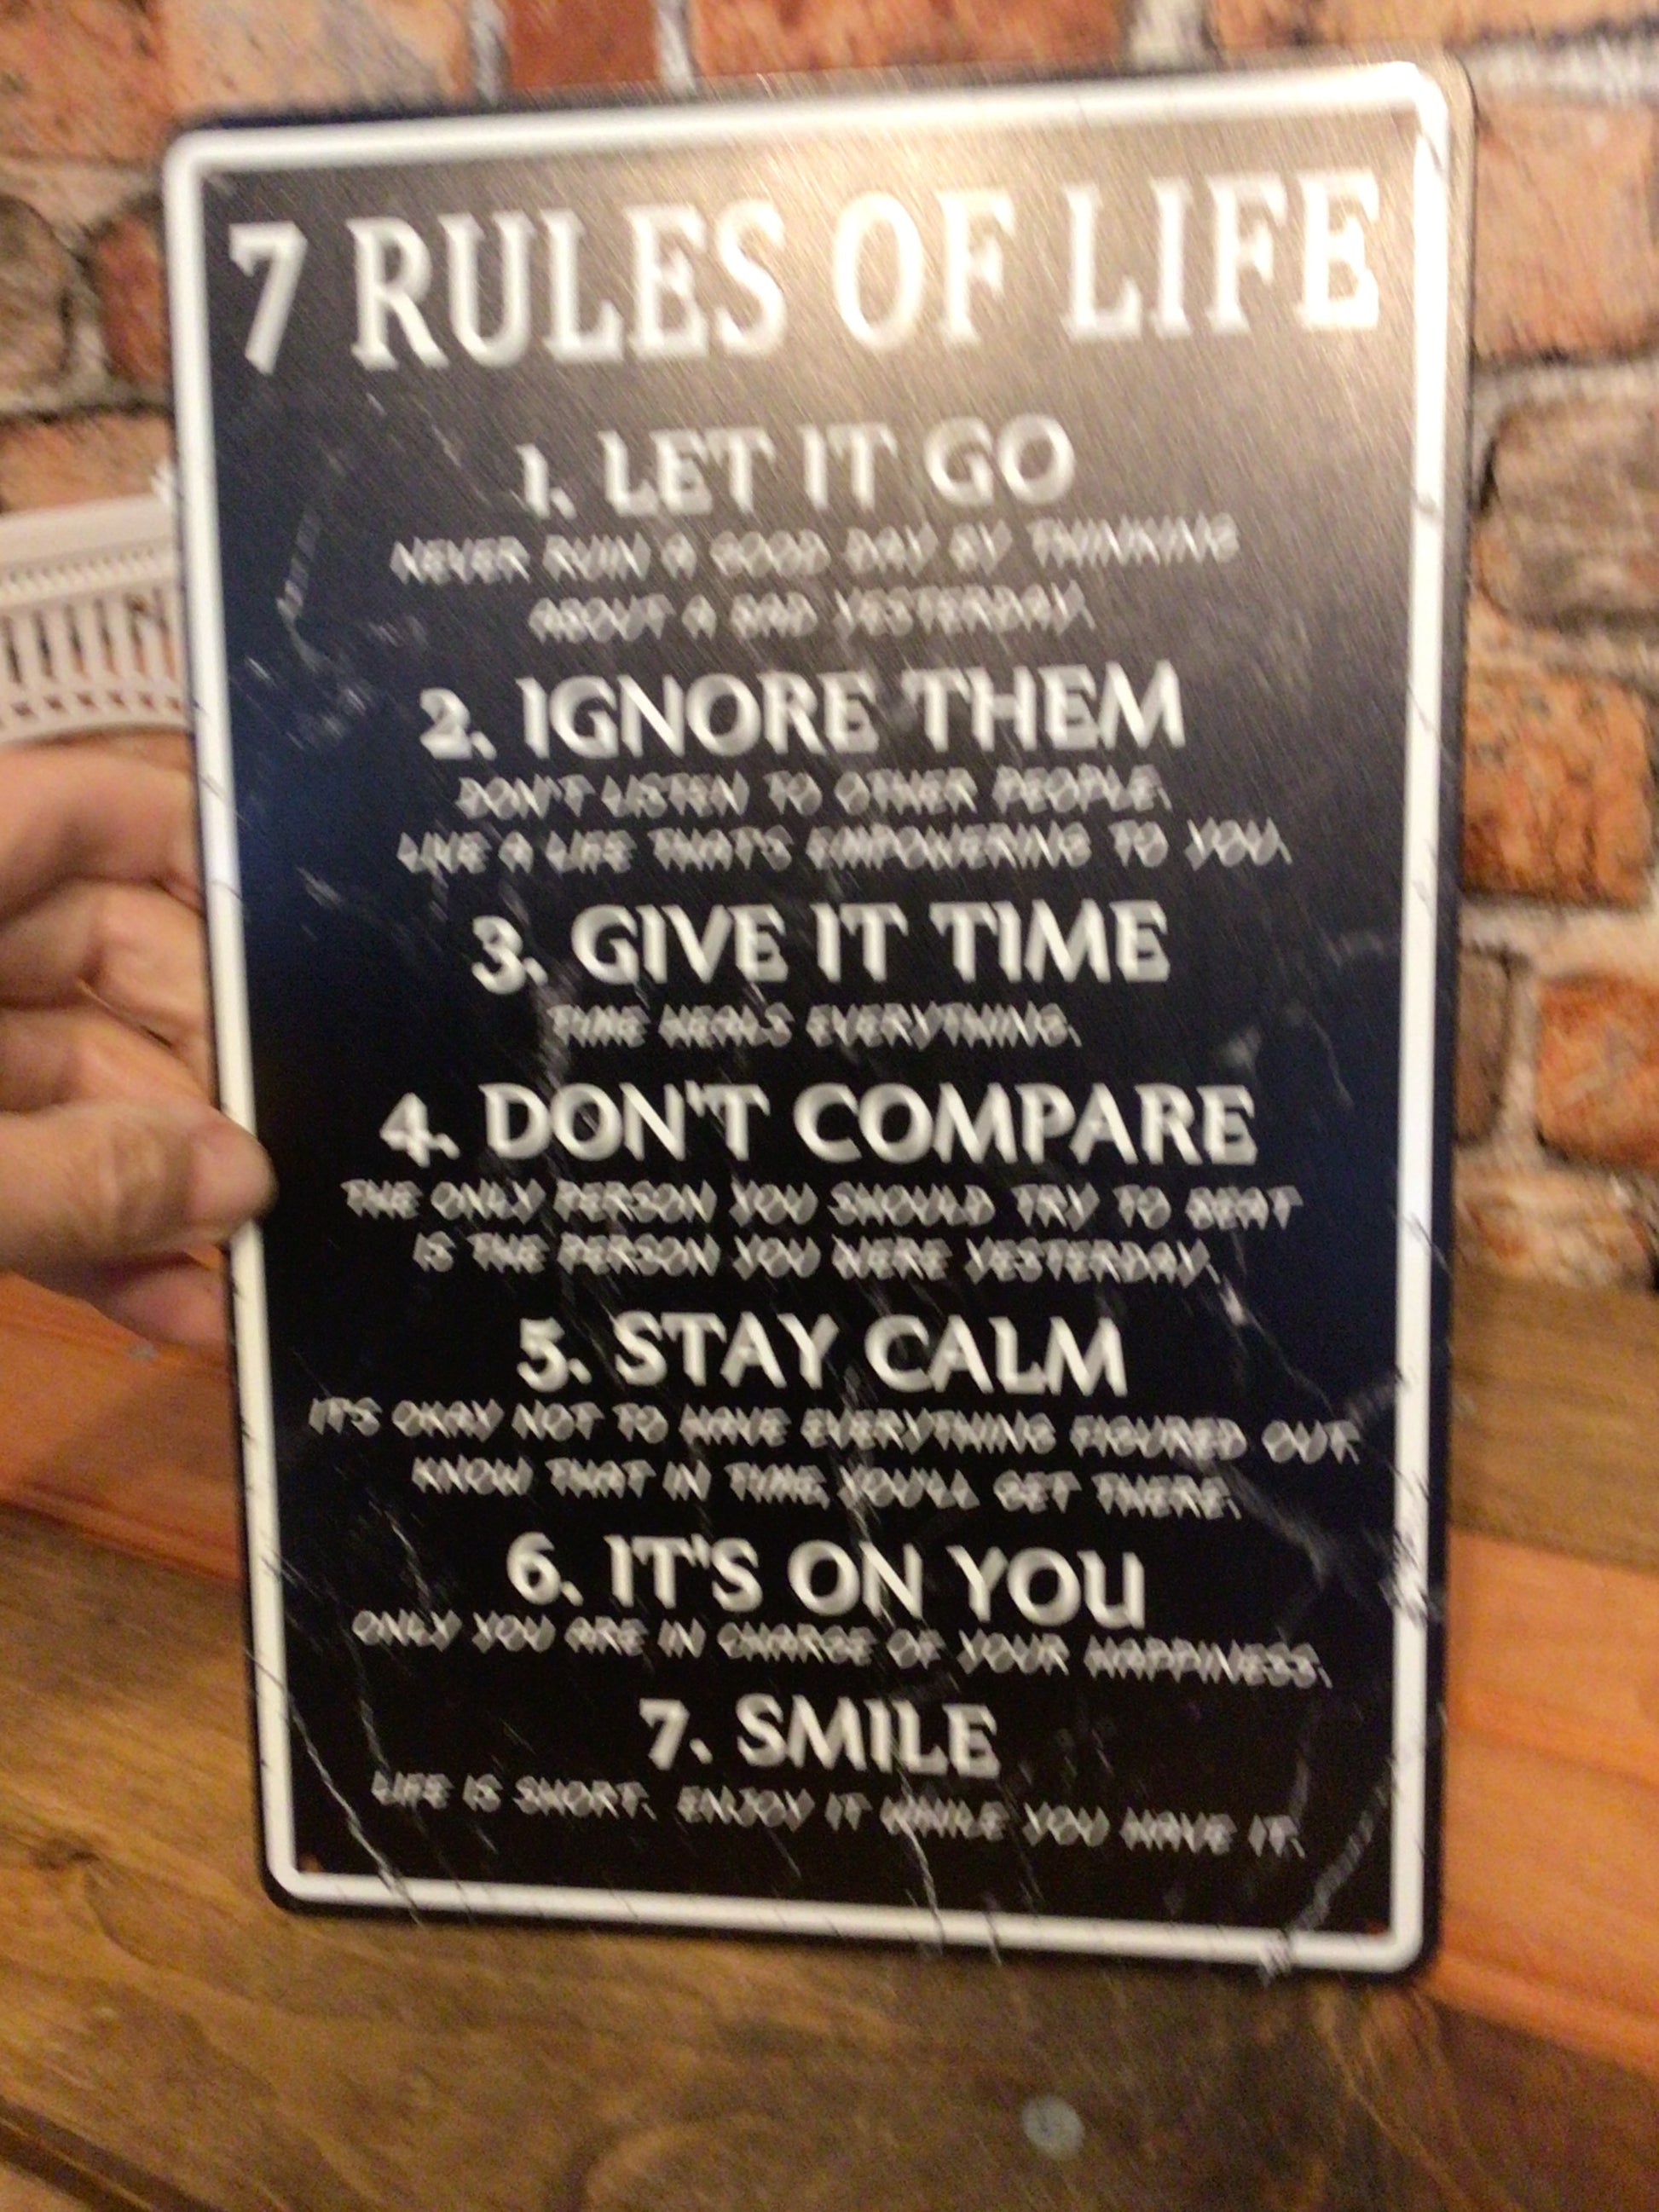 7 RULES OF LIFE
1. LET IT GO
NEVER RUIN A GOOD DAY BY THINKING
ABOUT A BAD YESTERDAY.
2. IGNORE THEM
DON'T LISTEN TO OTHER PEOPLE.
LIVE A LIFE THAT'S EMPOWERING TO YOU.
3. GIVE IT TIME
TIME HEALS EVERYTHING.
4. DON'T COMPARE
THE ONLY PERSON YOU SHOULD TRY TO BEAT
IS THE PERSON YOU WERE YESTERDAY.
5. STAY CALM
IT'S OKAY NOT TO HAVE EVERYTHING FIGURED OUT.
KNOW THAT IN TIME, YOU'LL GET THERE.
6. IT'S ON YOU
ONLY YOU ARE IN CHARGE OF YOUR HAPPINESS.
7. SMILE
LIFE IS SHORT. ENJOY IT WHILE YOU HAVE IT.